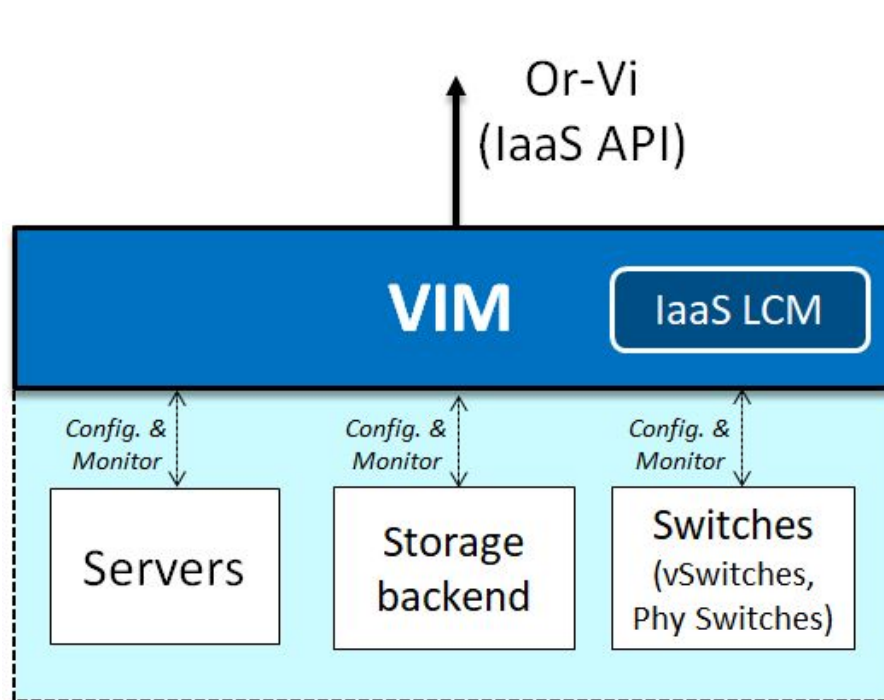 Or-Vi
(IaaS API)
VIM
IaaS LCM
Config. &
Monitor
Config. &
Monitor
Config. &
Monitor
Servers
Storage
backend
Switches
(vSwitches,
Phy Switches)